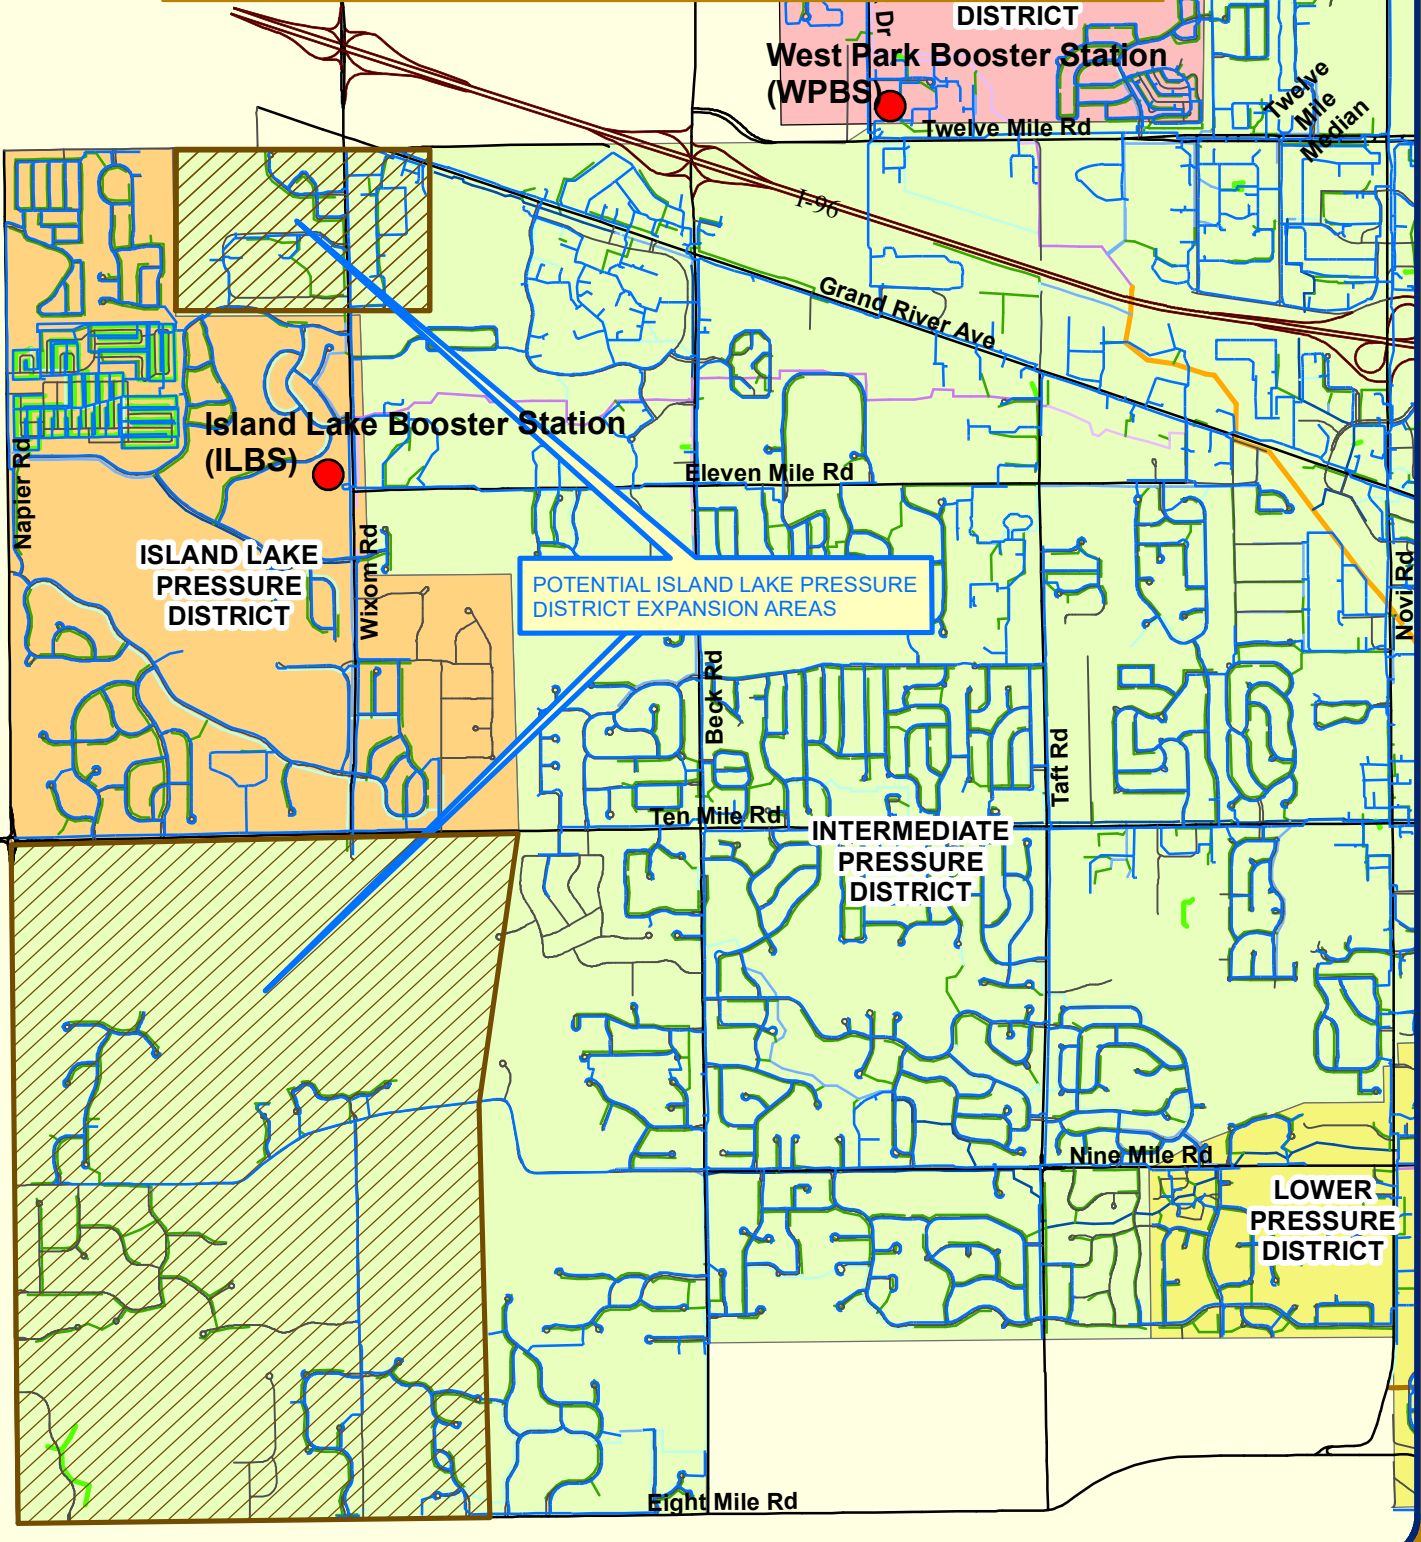 DISTRICT
Dr
West Park Booster Station
(WPBS)
Twelve Mile Rd
Twelve
Mile
Median
I-96
Grand River Ave
Island Lake Booster Station
(ILBS)
Eleven Mile Rd
Napier Rd
Wixom Rd
ISLAND LAKE
PRESSURE
DISTRICT
POTENTIAL ISLAND LAKE PRESSURE
DISTRICT EXPANSION AREAS
Novi Rd
Beck Rd
Taft Rd
Ten Mile Rd
INTERMEDIATE
PRESSURE
DISTRICT
Nine Mile Rd
LOWER
PRESSURE
DISTRICT
Eight Mile Rd